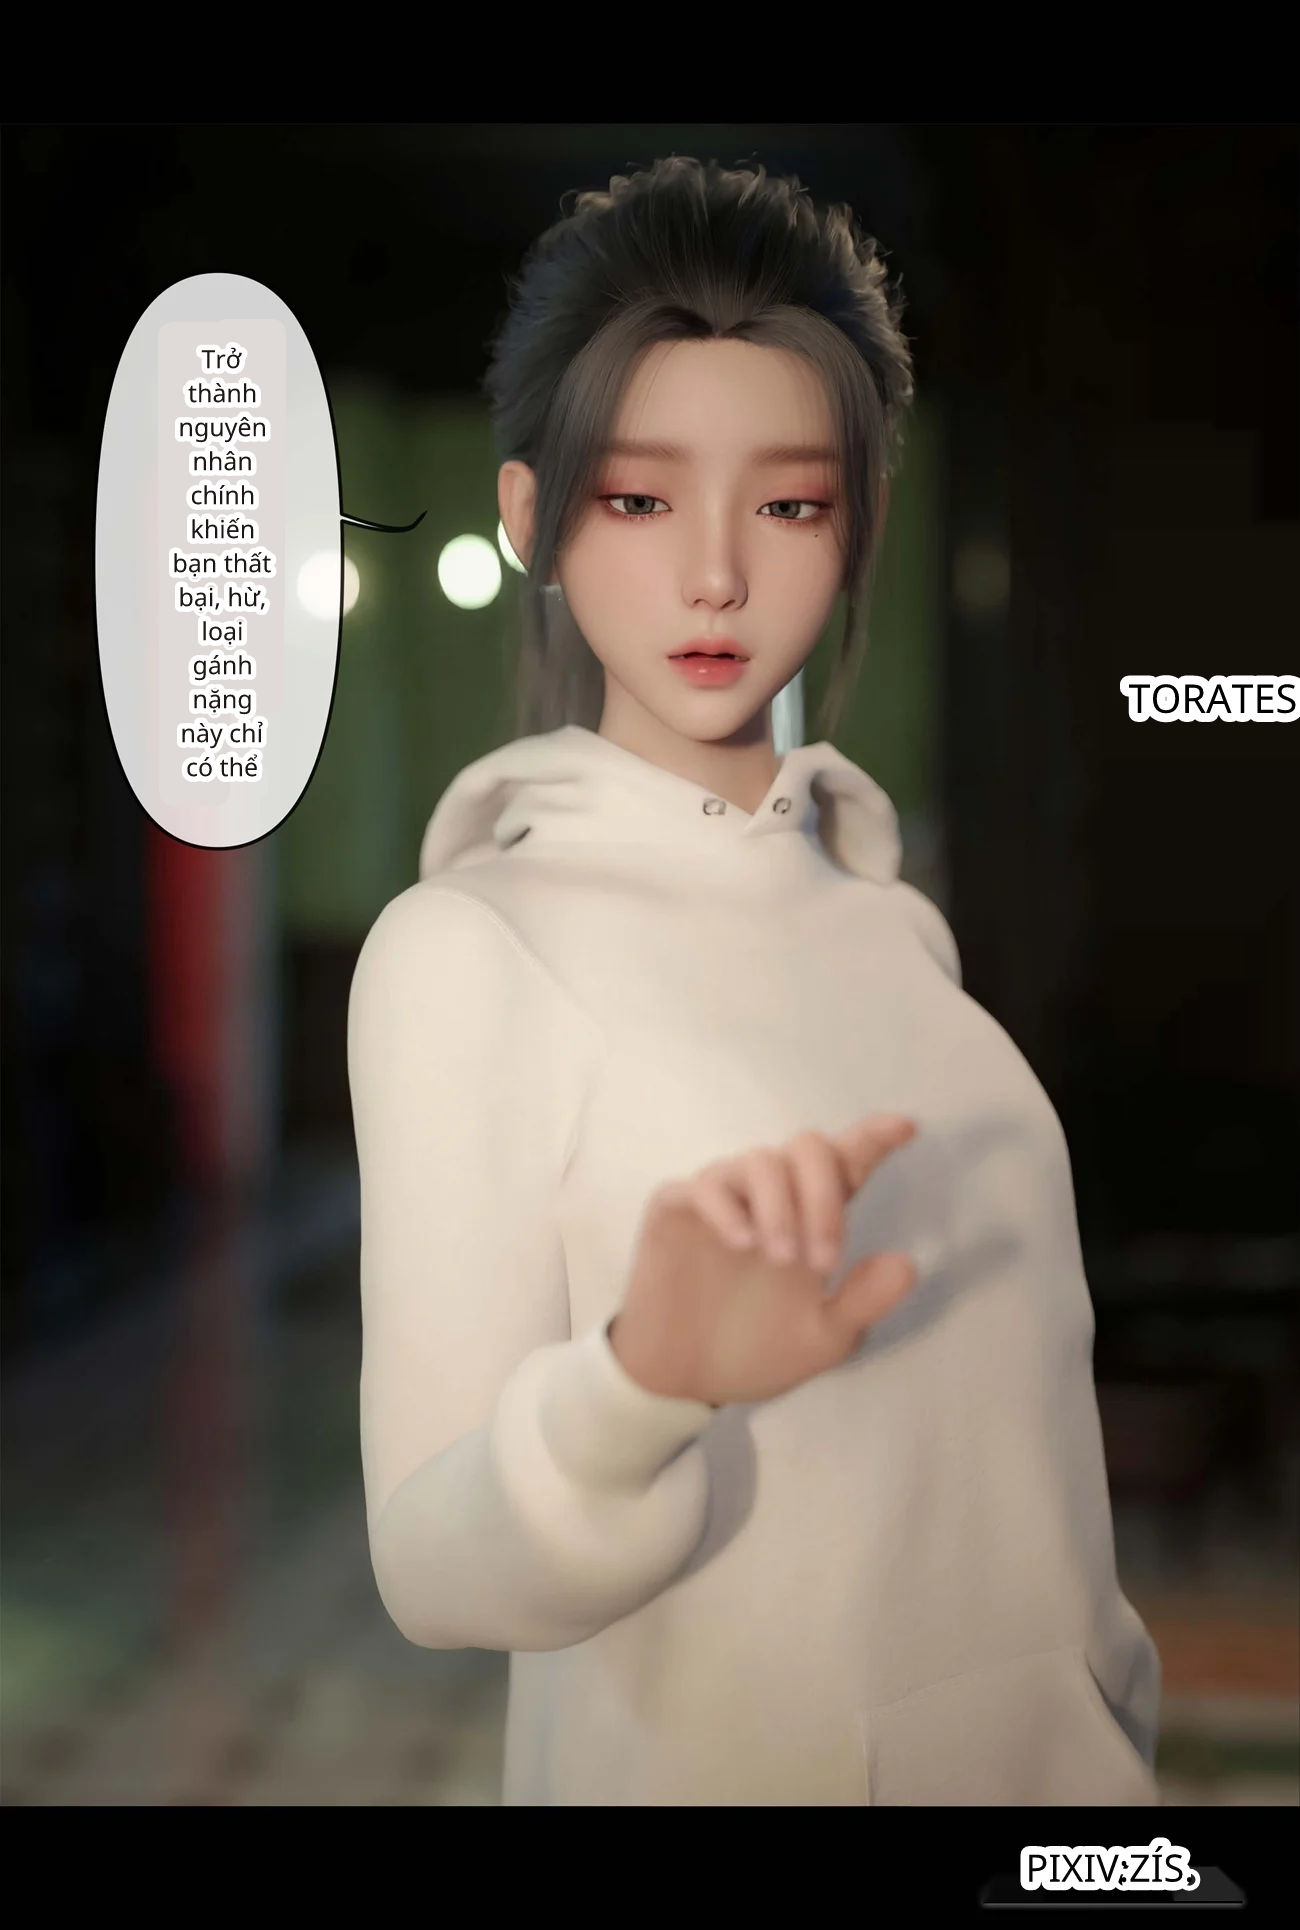 Trở
thành
nguyên
nhân
chính
khiến
bạn thất
bại, hừ,
loại
gánh
nặng
này chỉ
có thể
TORATES
PIXIV:ZÍS,